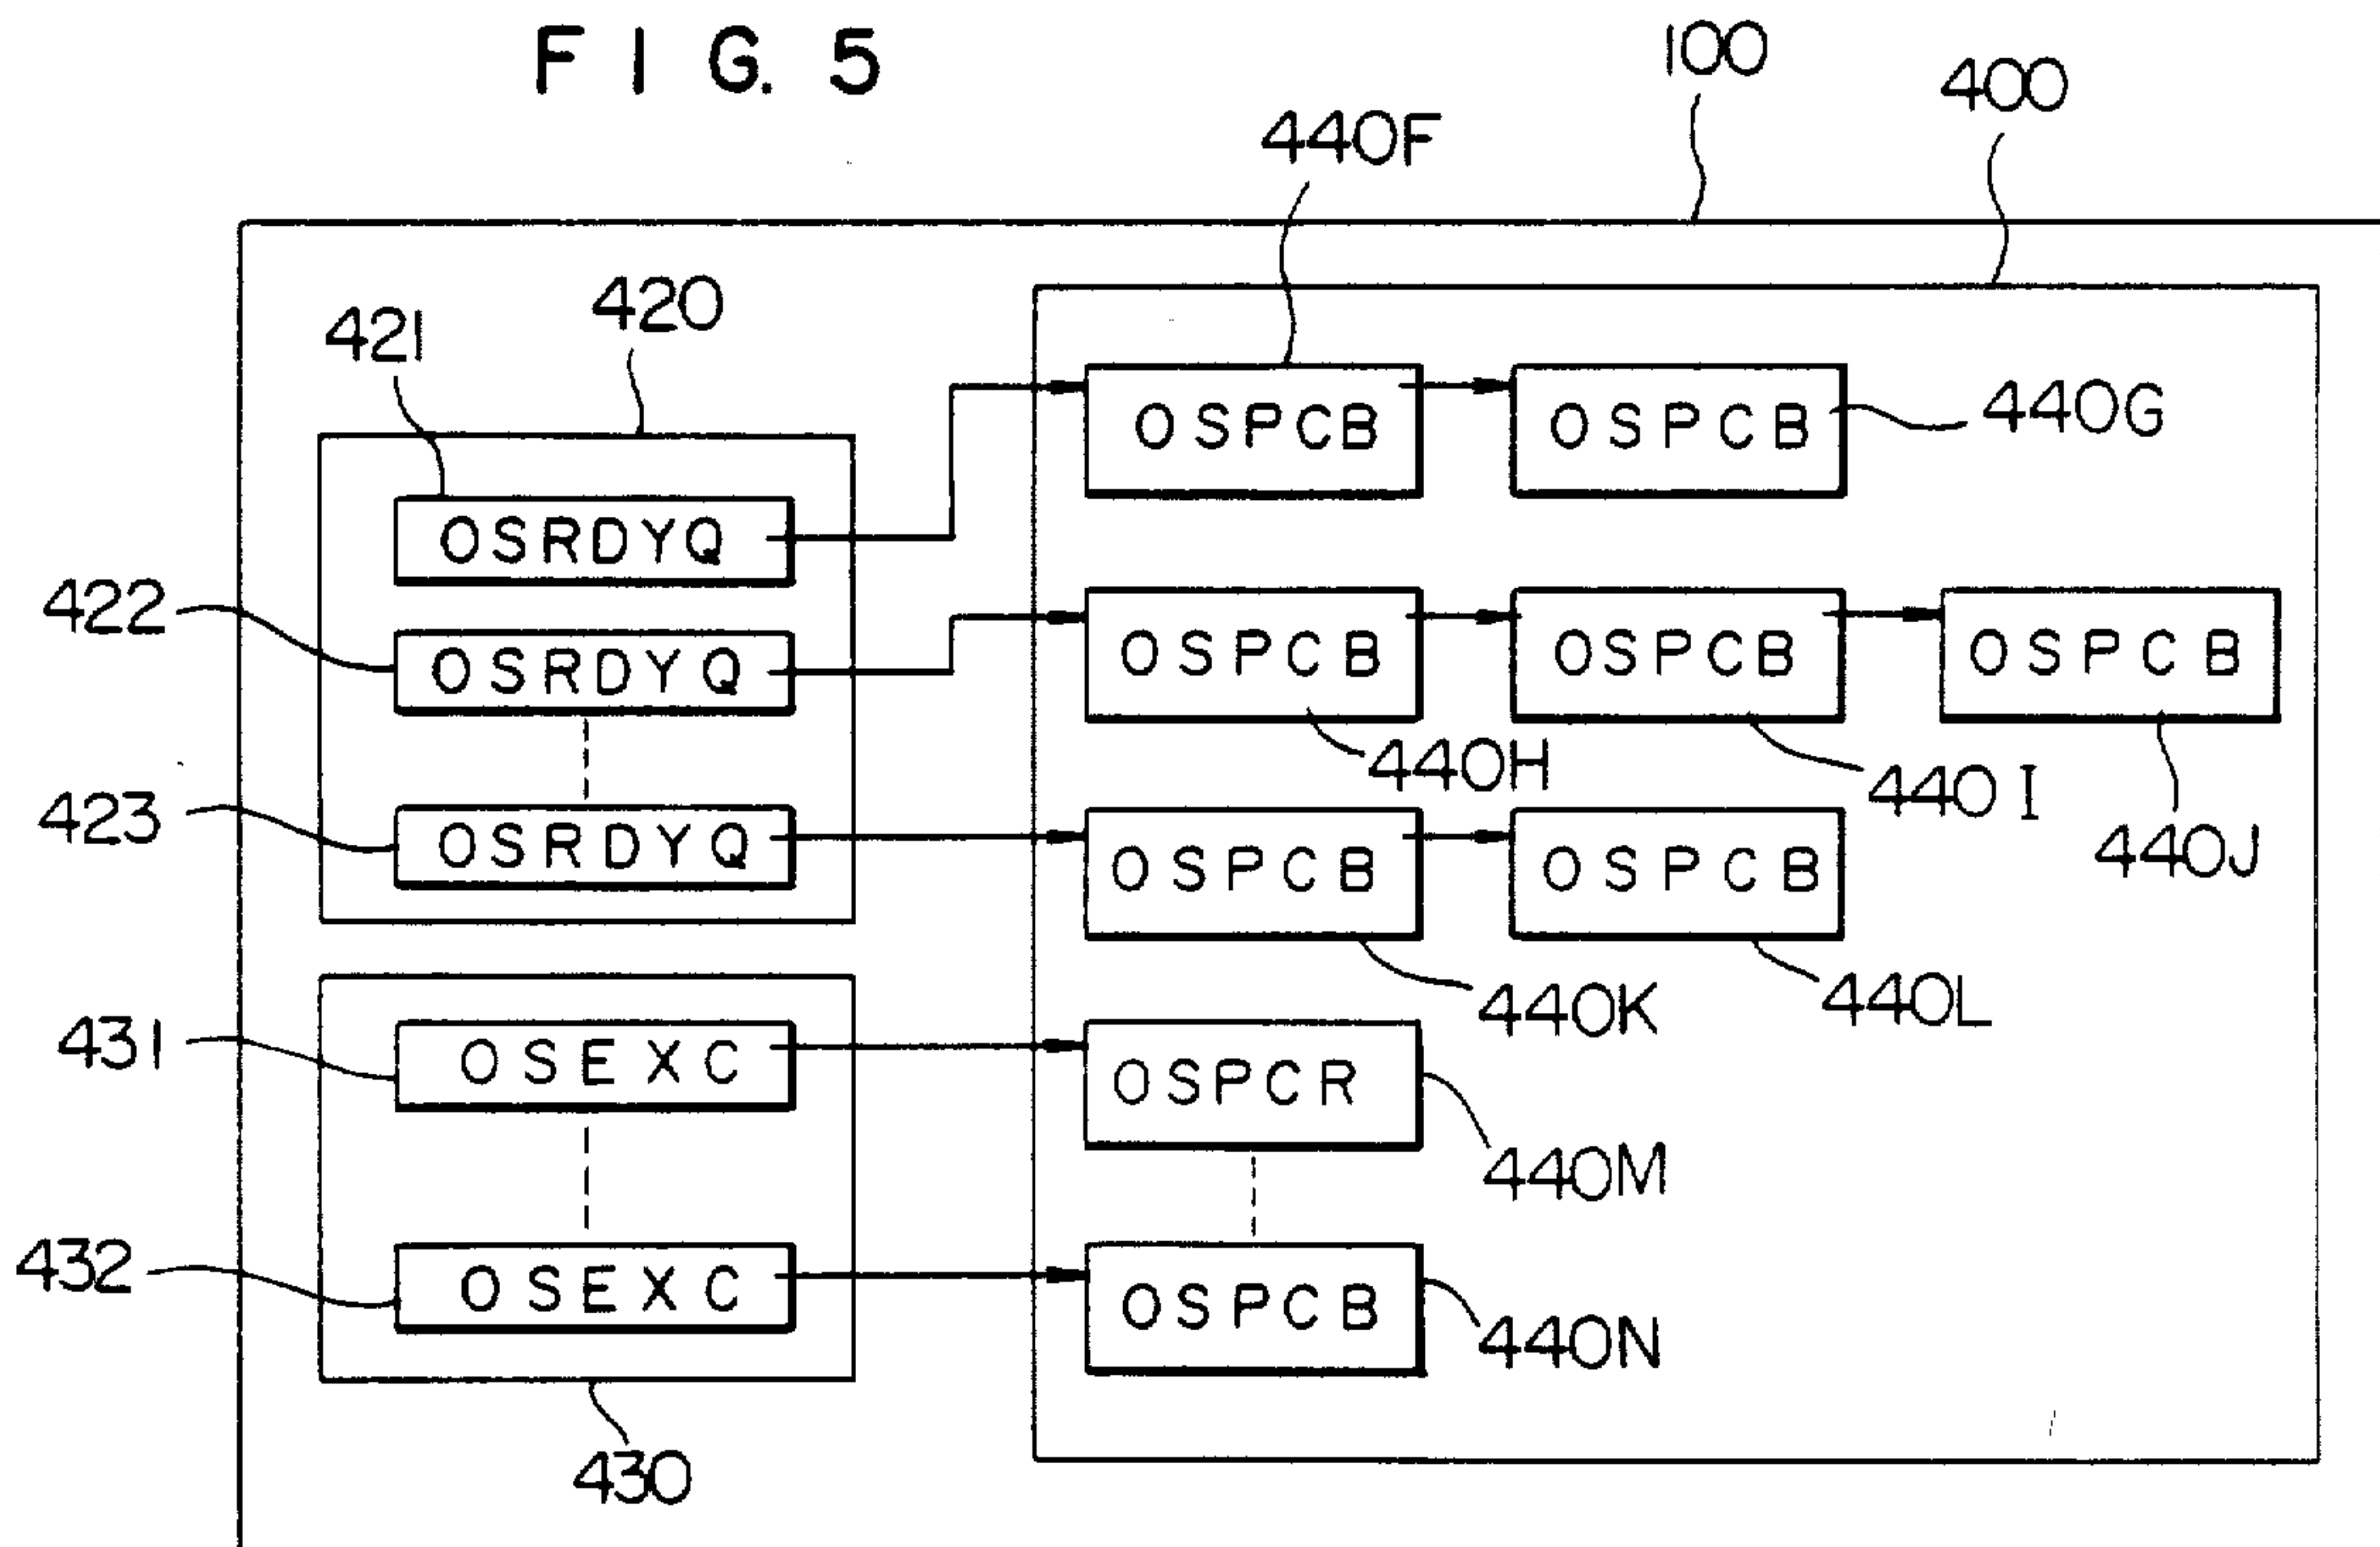 FIG. 5
100
400
440F
420
421
OSPCB
OSPCB
440G
OSRDYQ
422
OSRDYQ
OSPCB
OSPCB
OSPCB
440H
440I
440J
423
OSRDYQ
OSPCB
OSPCB
440K
440L
431
OSEXC
OSPCR
440M
432
OSEXC
OSPCB
440N
430